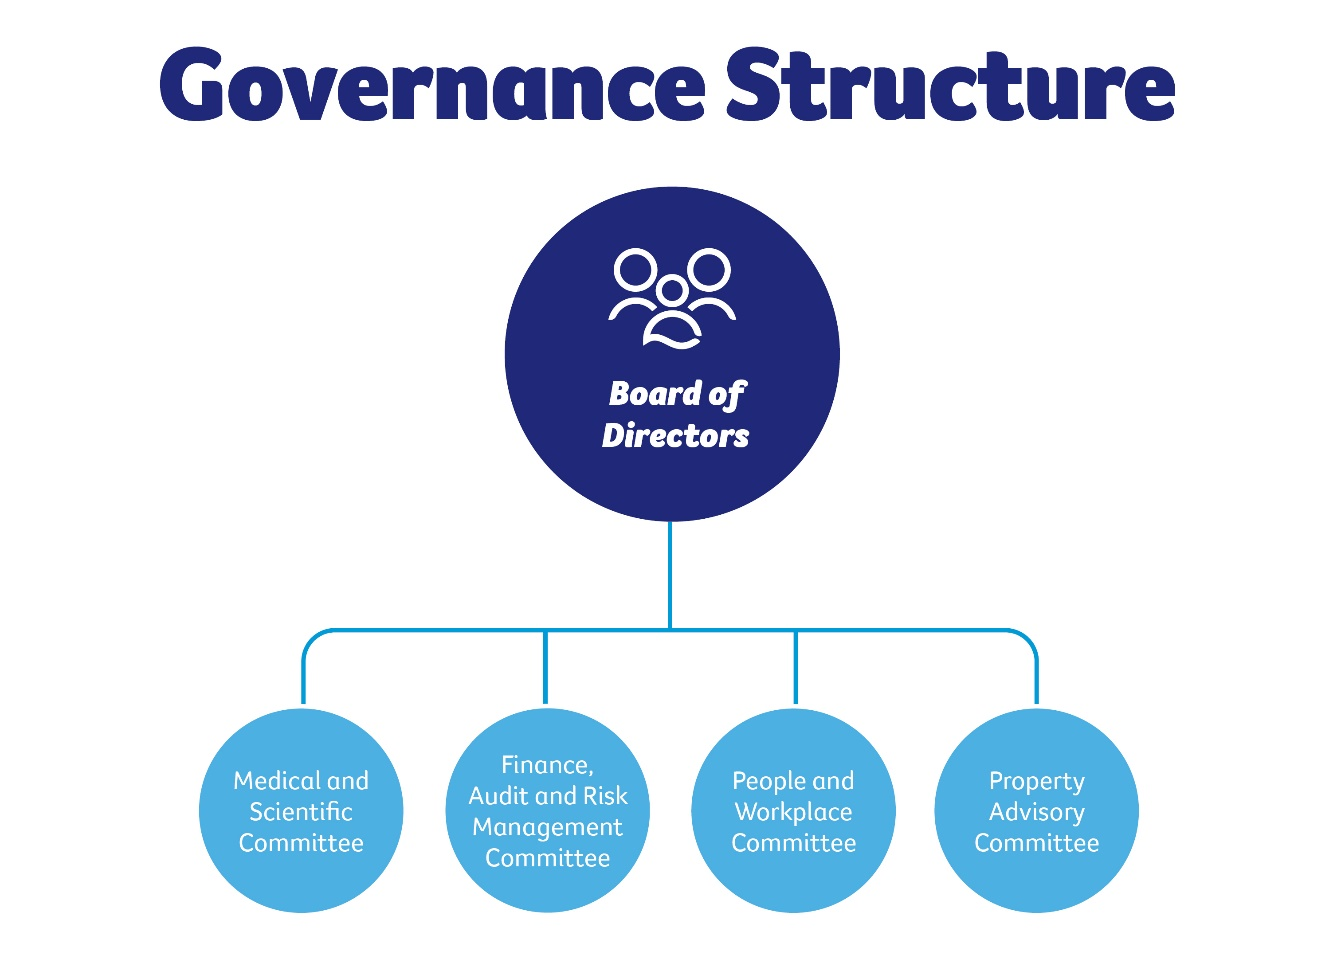 Governance Structure
Board of
Directors
Medical and
Scientific
Committee
Finance,
Audit and Risk
Management
Committee
People and
Workplace
Committee
Property
Advisory
Committee